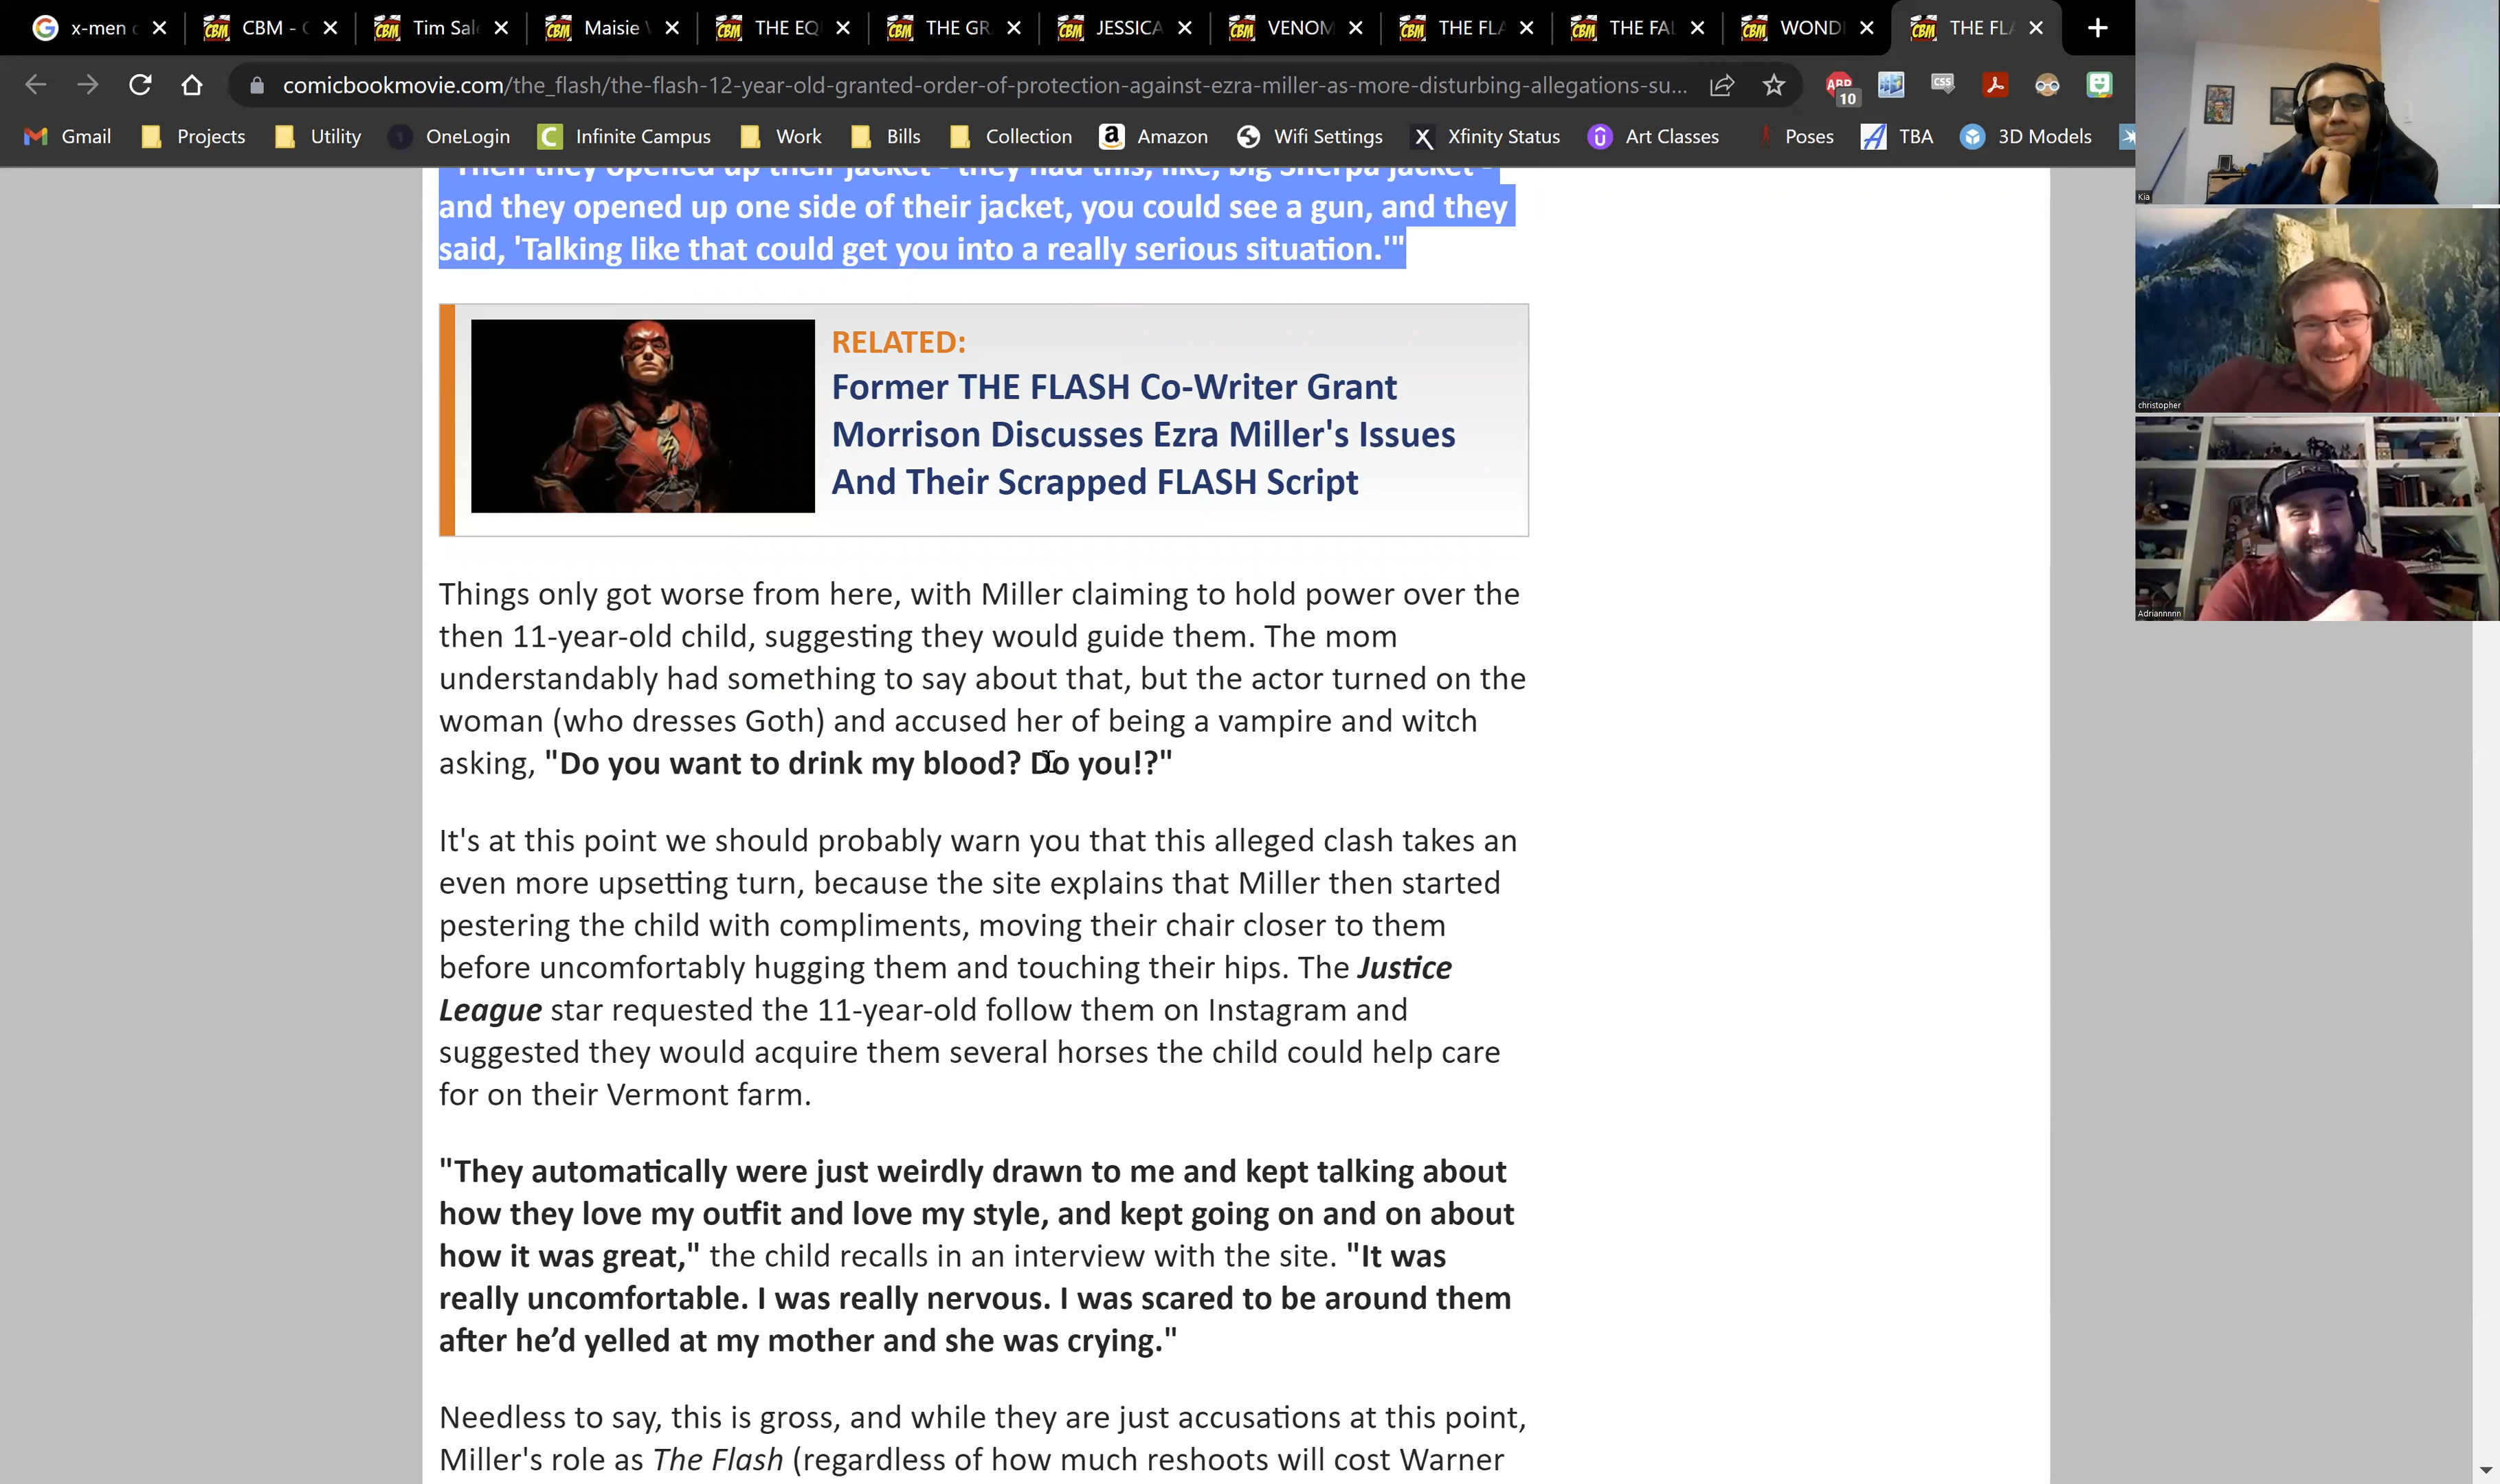 x-men
CBM - C
Tim Sal
Maisie
THE EQ
THE GR
JESSICA
VENOM
THE FLA
THE FAL
WOND
THE FL
comicbookmovie.com/the_flash/the-flash-12-year-old-granted-order-of-protection-against-ezra-miller-as-more-disturbing-allegations-su...
ABP
10
CSS
Gmail
Projects
Utility
OneLogin
Infinite Campus
Work
Bills
Collection
Amazon
Wifi Settings
Xfinity Status
Art Classes
Poses
TBA
3D Models
Kia
christopher
Adriannnnn
"Then they opened up their jacket - they had this, like, big Sherpa jacket -
and they opened up one side of their jacket, you could see a gun, and they
said, 'Talking like that could get you into a really serious situation.'"
RELATED:
Former THE FLASH Co-Writer Grant
Morrison Discusses Ezra Miller's Issues
And Their Scrapped FLASH Script
Things only got worse from here, with Miller claiming to hold power over the
then 11-year-old child, suggesting they would guide them. The mom
understandably had something to say about that, but the actor turned on the
woman (who dresses Goth) and accused her of being a vampire and witch
asking, "Do you want to drink my blood? Do you!?"
It's at this point we should probably warn you that this alleged clash takes an
even more upsetting turn, because the site explains that Miller then started
pestering the child with compliments, moving their chair closer to them
before uncomfortably hugging them and touching their hips. The Justice
League star requested the 11-year-old follow them on Instagram and
suggested they would acquire them several horses the child could help care
for on their Vermont farm.
"They automatically were just weirdly drawn to me and kept talking about
how they love my outfit and love my style, and kept going on and on about
how it was great," the child recalls in an interview with the site. "It was
really uncomfortable. I was really nervous. I was scared to be around them
after he'd yelled at my mother and she was crying."
Needless to say, this is gross, and while they are just accusations at this point,
Miller's role as The Flash (regardless of how much reshoots will cost Warner